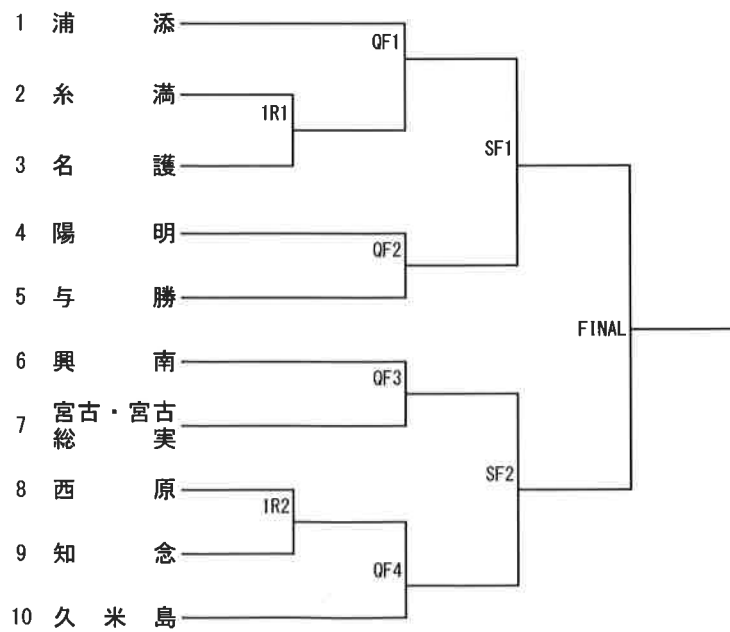 1 浦添
QF1
2 糸満
1R1
3 名護
SF1
4 陽明
QF2
5 与勝
FINAL
6 興南
QF3
7 宮古・宮古
総実
SF2
8 西原
1R2
9 知念
QF4
10 久米島